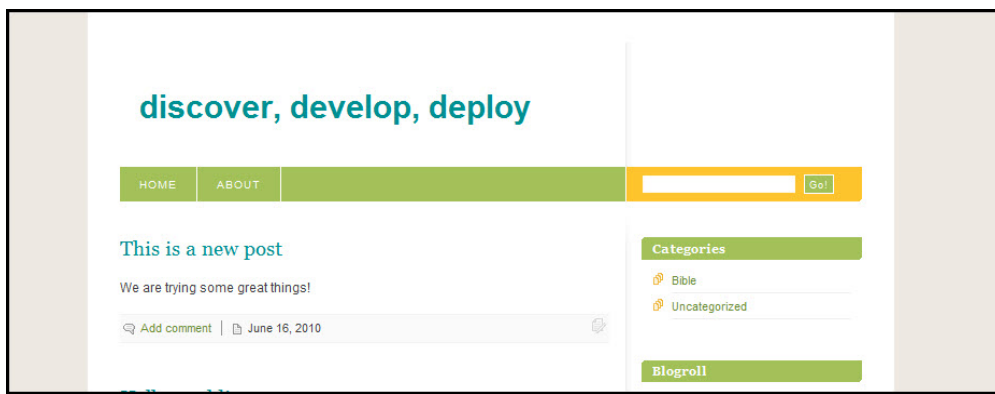 discover, develop, deploy
HOME ABOUT
Go!
This is a new post
We are trying some great things!
Add comment June 16, 2010
Categories
Bible
Uncategorized
Blogroll